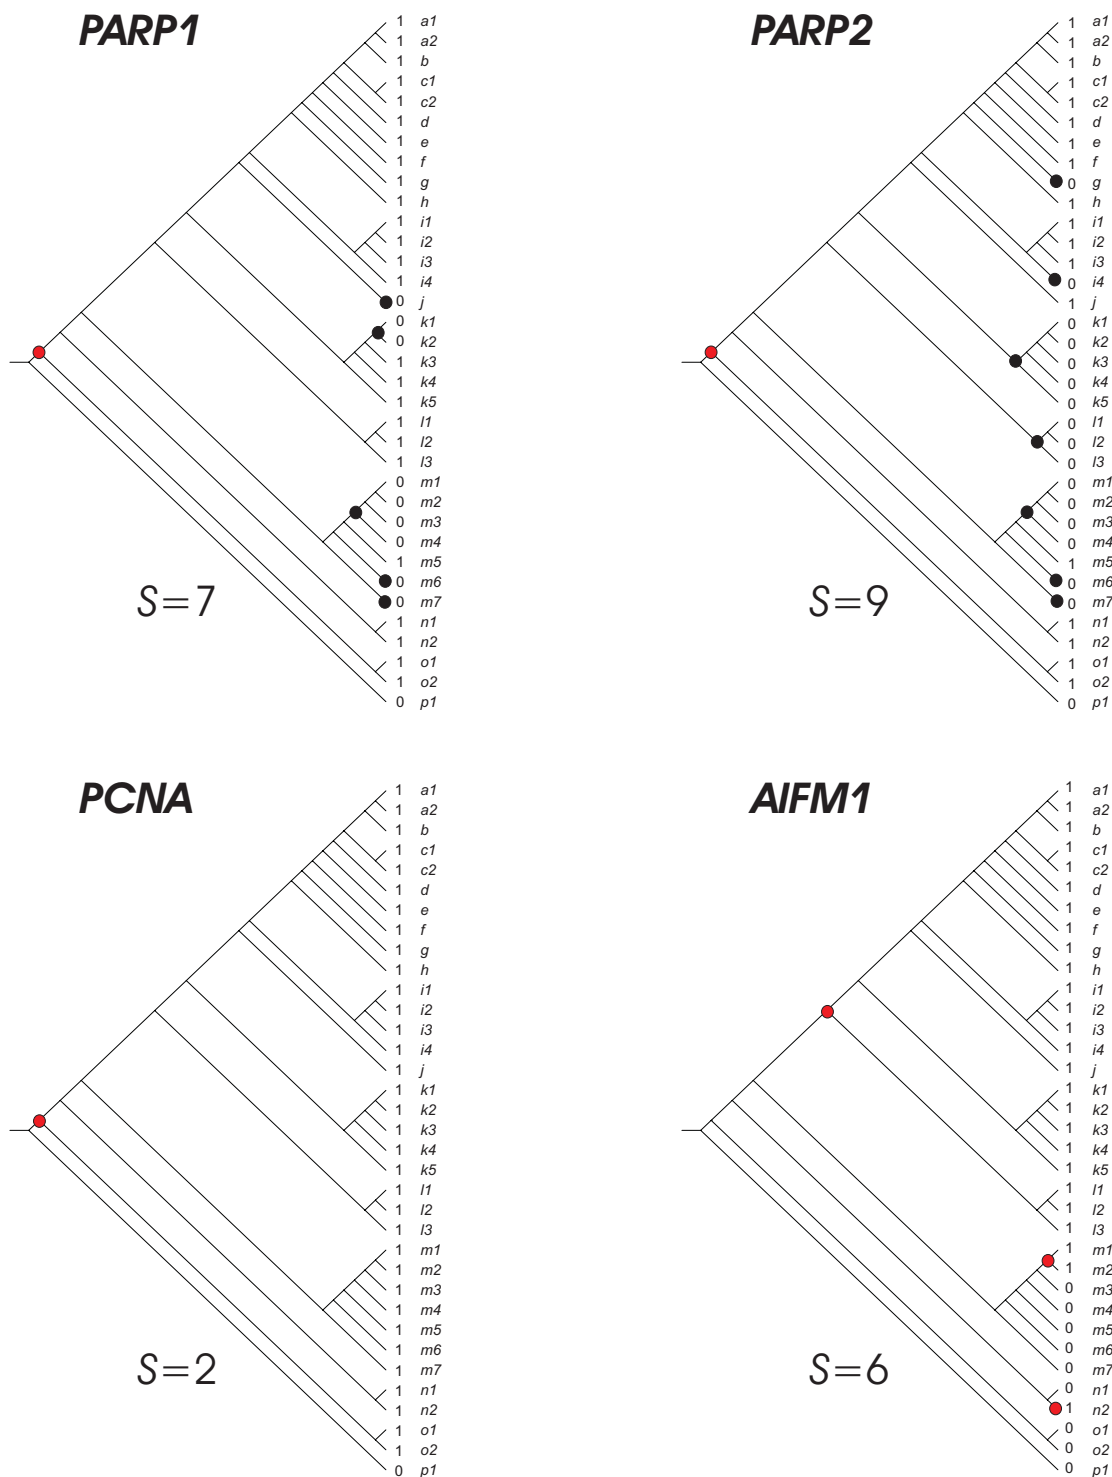 PARP1
1 a1
1 a2
1 b
1 c1
1 c2
1 d
1 e
1 f
1 g
1 h
1 i1
1 i2
1 i3
1 i4
0 j
0 k1
0 k2
1 k3
1 k4
1 k5
1 l1
1 l2
1 l3
0 m1
0 m2
0 m3
0 m4
1 m5
0 m6
0 m7
1 n1
1 n2
1 o1
1 o2
0 p1
S=7
PARP2
1 a1
1 a2
1 b
1 c1
1 c2
1 d
1 e
1 f
0 g
1 h
1 i1
1 i2
1 i3
0 i4
1 j
0 k1
0 k2
0 k3
0 k4
0 k5
0 l1
0 l2
0 l3
0 m1
0 m2
0 m3
0 m4
1 m5
0 m6
0 m7
1 n1
1 n2
1 o1
1 o2
0 p1
S=9
PCNA
1 a1
1 a2
1 b
1 c1
1 c2
1 d
1 e
1 f
1 g
1 h
1 i1
1 i2
1 i3
1 i4
1 j
1 k1
1 k2
1 k3
1 k4
1 k5
1 l1
1 l2
1 l3
1 m1
1 m2
1 m3
1 m4
1 m5
1 m6
1 m7
1 n1
1 n2
1 o1
1 o2
0 p1
S=2
AIFM1
1 a1
1 a2
1 b
1 c1
1 c2
1 d
1 e
1 f
1 g
1 h
1 i1
1 i2
1 i3
1 i4
1 j
1 k1
1 k2
1 k3
1 k4
1 k5
1 l1
1 l2
1 l3
1 m1
1 m2
0 m3
0 m4
0 m5
0 m6
0 m7
0 n1
1 n2
0 o1
0 o2
0 p1
S=6